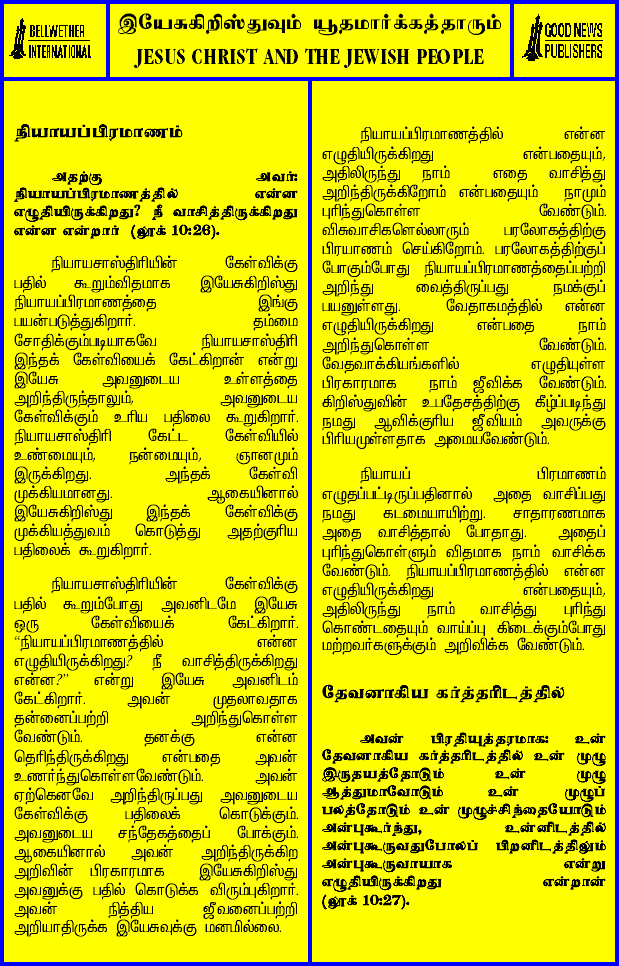 BELLWETHER
INTERNATIONAL
இயேசுகிறிஸ்துவும் யூதமார்க்கத்தாரும்
JESUS CHRIST AND THE JEWISH PEOPLE
GOOD NEWS
PUBLISHERS
நியாயப்பிரமாணம்
அதற்கு அவர்:
நியாயப்பிரமாணத்தில் என்ன
எழுதியிருக்கிறது? நீ வாசித்திருக்கிறது
என்ன என்றார் (லூக் 10:26).
நியாயசாஸ்திரியின் கேள்விக்கு
பதில் கூறும்விதமாக இயேசுகிறிஸ்து
நியாயப்பிரமாணத்தை இங்கு
பயன்படுத்துகிறார். தம்மை
சோதிக்கும்படியாகவே நியாயசாஸ்திரி
இந்தக் கேள்வியைக் கேட்கிறான் என்று
இயேசு அவனுடைய உள்ளத்தை
அறிந்திருந்தாலும், அவனுடைய
கேள்விக்கும் உரிய பதிலை கூறுகிறார்.
நியாயசாஸ்திரி கேட்ட கேள்வியில்
உண்மையும், நன்மையும், ஞானமும்
இருக்கிறது. அந்தக் கேள்வி
முக்கியமானது. ஆகையினால்
இயேசுகிறிஸ்து இந்தக் கேள்விக்கு
முக்கியத்துவம் கொடுத்து அதற்குரிய
பதிலைக் கூறுகிறார்.
நியாயசாஸ்திரியின் கேள்விக்கு
பதில் கூறும்போது அவனிடமே இயேசு
ஒரு கேள்வியைக் கேட்கிறார்.
“நியாயப்பிரமாணத்தில் என்ன
எழுதியிருக்கிறது? நீ வாசித்திருக்கிறது
என்ன?” என்று இயேசு அவனிடம்
கேட்கிறார். அவன் முதலாவதாக
தன்னைப்பற்றி அறிந்துகொள்ள
வேண்டும். தனக்கு என்ன
தெரிந்திருக்கிறது என்பதை அவன்
உணர்ந்துகொள்ளவேண்டும். அவன்
ஏற்கெனவே அறிந்திருப்பது அவனுடைய
கேள்விக்கு பதிலைக் கொடுக்கும்.
அவனுடைய சந்தேகத்தைப் போக்கும்.
ஆகையினால் அவன் அறிந்திருக்கிற
அறிவின் பிரகாரமாக இயேசுகிறிஸ்து
அவனுக்கு பதில் கொடுக்க விரும்புகிறார்.
அவன் நித்திய ஜீவனைப்பற்றி
அறியாதிருக்க இயேசுவுக்கு மனமில்லை.
நியாயப்பிரமாணத்தில் என்ன
எழுதியிருக்கிறது என்பதையும்,
அதிலிருந்து நாம் எதை வாசித்து
அறிந்திருக்கிறோம் என்பதையும் நாமும்
புரிந்துகொள்ள வேண்டும்.
விசுவாசிகளெல்லாரும் பரலோகத்திற்கு
பிரயாணம் செய்கிறோம். பரலோகத்திற்குப்
போகும்போது நியாயப்பிரமாணத்தைப்பற்றி
அறிந்து வைத்திருப்பது நமக்குப்
பயனுள்ளது. வேதாகமத்தில் என்ன
எழுதியிருக்கிறது என்பதை நாம்
அறிந்துகொள்ள வேண்டும்.
வேதவாக்கியங்களில் எழுதியுள்ள
பிரகாரமாக நாம் ஜீவிக்க வேண்டும்.
கிறிஸ்துவின் உபதேசத்திற்கு கீழ்ப்படிந்து
நமது ஆவிக்குரிய ஜீவியம் அவருக்கு
பிரியமுள்ளதாக அமையவேண்டும்.
நியாயப் பிரமாணம்
எழுதப்பட்டிருப்பதினால் அதை வாசிப்பது
நமது கடமையாயிற்று. சாதாரணமாக
அதை வாசித்தால் போதாது. அதைப்
புரிந்துகொள்ளும் விதமாக நாம் வாசிக்க
வேண்டும். நியாயப்பிரமாணத்தில் என்ன
எழுதியிருக்கிறது என்பதையும்,
அதிலிருந்து நாம் வாசித்து புரிந்து
கொண்டதையும் வாய்ப்பு கிடைக்கும்போது
மற்றவர்களுக்கும் அறிவிக்க வேண்டும்.
தேவனாகிய கர்த்தரிடத்தில்
அவன் பிரதியுத்தரமாக: உன்
தேவனாகிய கர்த்தரிடத்தில் உன் முழு
இருதயத்தோடும் உன் முழு
ஆத்துமாவோடும் உன் முழுப்
பலத்தோடும் உன் முழுச்சிந்தையோடும்
அன்புகூர்ந்து, உன்னிடத்தில்
அன்புகூருவதுபோலப் பிறனிடத்திலும்
அன்புகூருவாயாக என்று
எழுதியிருக்கிறது என்றான்
(லூக் 10:27).